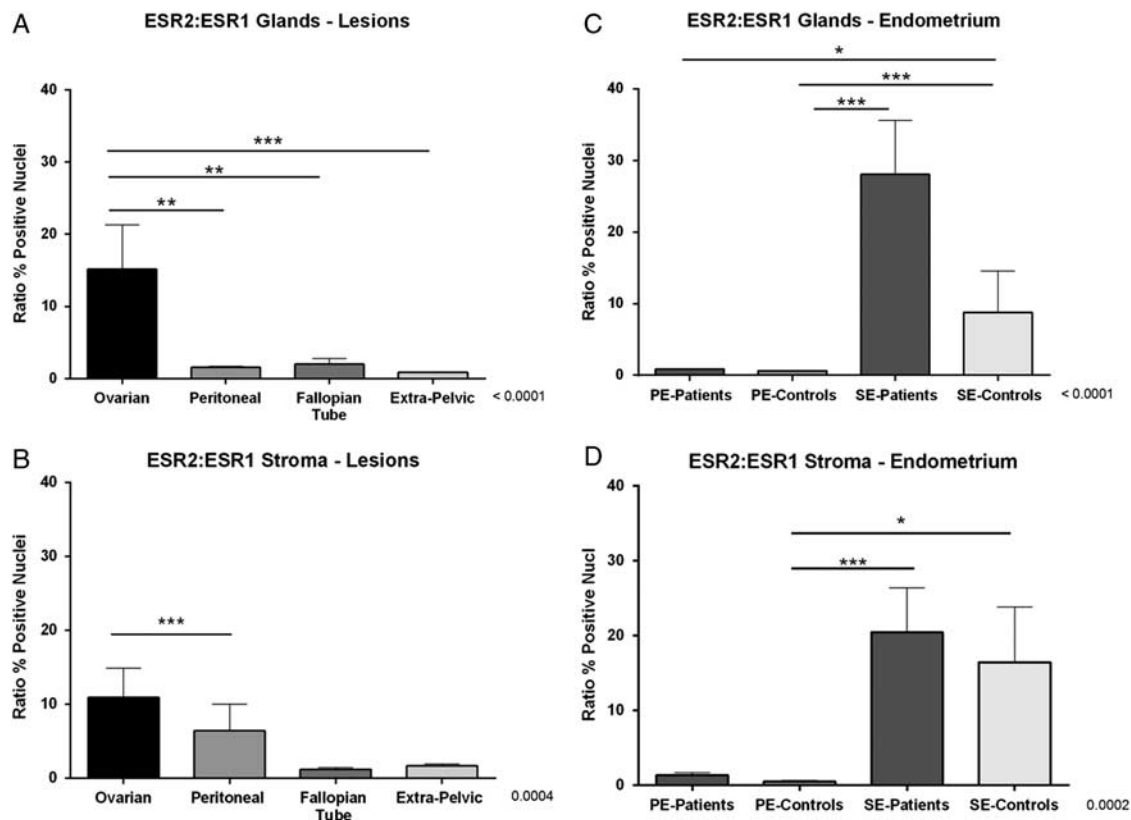 A
ESR2:ESR1 Glands - Lesions
Ratio % Positive Nuclei
40
30
20
10
0
***
**
**
Ovarian
Peritoneal
Fallopian
Tube
Extra-Pelvic
< 0.0001
B
ESR2:ESR1 Stroma - Lesions
Ratio % Positive Nuclei
40
30
20
10
0
***
Ovarian
Peritoneal
Fallopian
Tube
Extra-Pelvic
0.0004
C
ESR2:ESR1 Glands - Endometrium
Ratio % Positive Nuclei
40
30
20
10
0
*
***
***
PE-Patients
PE-Controls
SE-Patients
SE-Controls
< 0.0001
D
ESR2:ESR1 Stroma - Endometrium
Ratio % Positive Nucl
40
30
20
10
0
*
***
PE-Patients
PE-Controls
SE-Patients
SE-Controls
0.0002